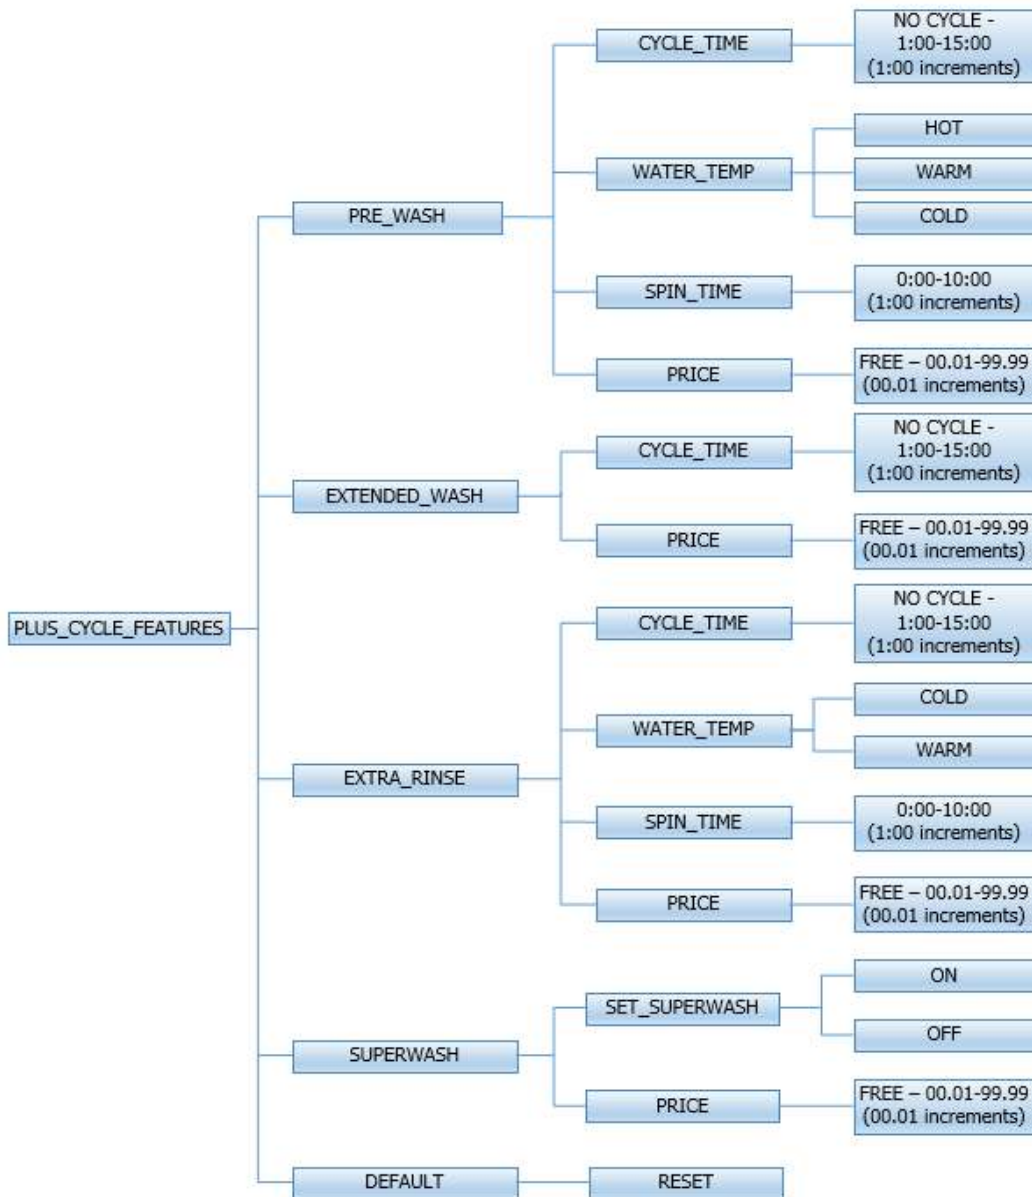 PLUS_CYCLE_FEATURES
PRE_WASH
CYCLE_TIME
NO CYCLE -
1:00-15:00
(1:00 increments)
WATER_TEMP
HOT
WARM
COLD
SPIN_TIME
0:00-10:00
(1:00 increments)
PRICE
FREE – 00.01-99.99
(00.01 increments)
EXTENDED_WASH
CYCLE_TIME
NO CYCLE -
1:00-15:00
(1:00 increments)
PRICE
FREE – 00.01-99.99
(00.01 increments)
EXTRA_RINSE
CYCLE_TIME
NO CYCLE -
1:00-15:00
(1:00 increments)
WATER_TEMP
COLD
WARM
SPIN_TIME
0:00-10:00
(1:00 increments)
PRICE
FREE – 00.01-99.99
(00.01 increments)
SUPERWASH
SET_SUPERWASH
ON
OFF
PRICE
FREE – 00.01-99.99
(00.01 increments)
DEFAULT
RESET